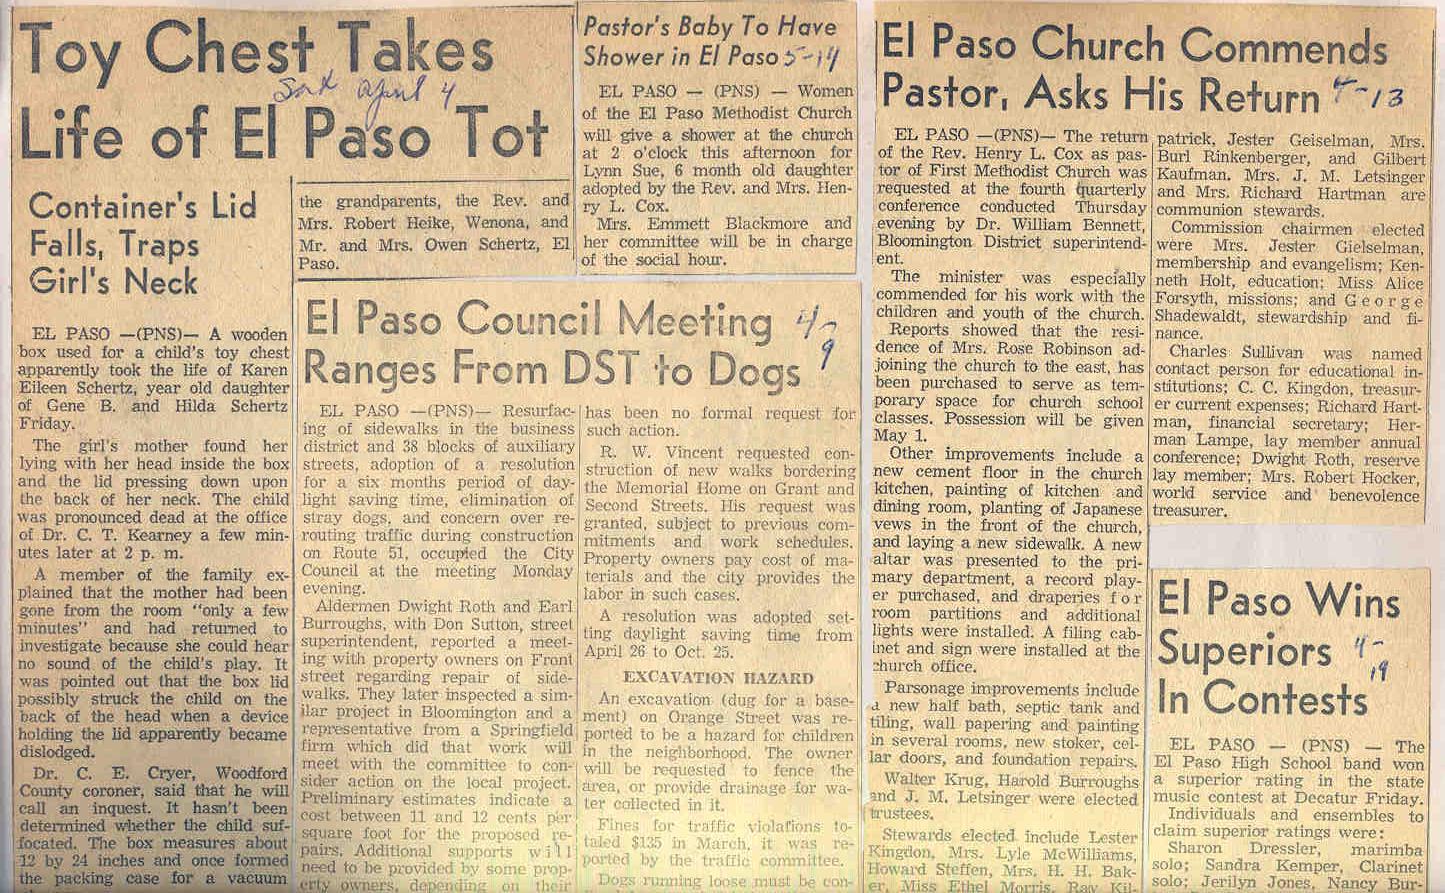 Toy Chest Takes
Life of El Paso Tot
Sat April 4
Container's Lid
Falls, Traps
Girl's Neck
EL PASO —(PNS)— A wooden
box used for a child's toy chest
apparently took the life of Karen
Eileen Schertz, year old daughter
of Gene B. and Hilda Schertz
Friday.
The girl's mother found her
lying with her head inside the box
and the lid pressing down upon
the back of her neck. The child
was pronounced dead at the office
of Dr. C. T. Kearney a few min-
utes later at 2 p. m.
A member of the family ex-
plained that the mother had been
gone from the room "only a few
minutes" and had returned to
investigate because she could hear
no sound of the child's play. It
was pointed out that the box lid
possibly struck the child on the
back of the head when a device
holding the lid apparently became
dislodged.
Dr. C. E. Cryer, Woodford
County coroner, said that he will
call an inquest. It hasn't been
determined whether the child suf-
focated. The box measures about
12 by 24 inches and once formed
the packing case for a vacuum
the grandparents, the Rev. and
Mrs. Robert Heike, Wenona, and
Mr. and Mrs. Owen Schertz, El
Paso.
Pastor's Baby To Have
Shower in El Paso 5-14
EL PASO — (PNS) — Women
of the El Paso Methodist Church
will give a shower at the church
at 2 o'clock this afternoon for
Lynn Sue, 6 month old daughter
adopted by the Rev. and Mrs. Hen-
ry L. Cox.
Mrs. Emmett Blackmore and
her committee will be in charge
of the social hour.
El Paso Council Meeting 4/7
Ranges From DST to Dogs 9
EL PASO —(PNS)— Resurfac-
ing of sidewalks in the business
district and 38 blocks of auxiliary
streets, adoption of a resolution
for a six months period of day-
light saving time, elimination of
stray dogs, and concern over re-
routing traffic during construction
on Route 51, occupied the City
Council at the meeting Monday
evening.
Aldermen Dwight Roth and Earl
Burroughs, with Don Sutton, street
superintendent, reported a meet-
ing with property owners on Front
street regarding repair of side-
walks. They later inspected a sim-
ilar project in Bloomington and a
representative from a Springfield
firm which did that work will
meet with the committee to con-
sider action on the local project.
Preliminary estimates indicate a
cost between 11 and 12 cents per
square foot for the proposed re-
pairs. Additional supports will
need to be provided by some prop-
erty owners, depending on their
has been no formal request for
such action.
R. W. Vincent requested con-
struction of new walks bordering
the Memorial Home on Grant and
Second Streets. His request was
granted, subject to previous com-
mitments and work schedules.
Property owners pay cost of ma-
terials and the city provides the
labor in such cases.
A resolution was adopted set-
ting daylight saving time from
April 26 to Oct. 25.
EXCAVATION HAZARD
An excavation (dug for a base-
ment) on Orange Street was re-
ported to be a hazard for children
in the neighborhood. The owner
will be requested to fence the
area, or provide drainage for wa-
ter collected in it.
Fines for traffic violations to-
taled $135 in March, it was re-
ported by the traffic committee.
Dogs running loose must be con-
El Paso Church Commends
Pastor, Asks His Return 4-13
EL PASO —(PNS)— The return
of the Rev. Henry L. Cox as pas-
tor of First Methodist Church was
requested at the fourth quarterly
conference conducted Thursday
evening by Dr. William Bennett,
Bloomington District superintend-
ent.
The minister was especially
commended for his work with the
children and youth of the church.
Reports showed that the resi-
dence of Mrs. Rose Robinson ad-
joining the church to the east, has
been purchased to serve as tem-
porary space for church school
classes. Possession will be given
May 1.
Other improvements include a
new cement floor in the church
kitchen, painting of kitchen and
dining room, planting of Japanese
yews in the front of the church,
and laying a new sidewalk. A new
altar was presented to the pri-
mary department, a record play-
er purchased, and draperies for
room partitions and additional
lights were installed. A filing cab-
inet and sign were installed at the
church office.
Parsonage improvements include
a new half bath, septic tank and
tiling, wall papering and painting
in several rooms, new stoker, cel-
lar doors, and foundation repairs.
Walter Krug, Harold Burroughs
and J. M. Letsinger were elected
trustees.
Stewards elected include Lester
Kingdon, Mrs. Lyle McWilliams,
Howard Steffen, Mrs. H. H. Bak-
er, Miss Ethel Morris, Ray Kil-
patrick, Jester Geiselman, Mrs.
Burl Rinkenberger, and Gilbert
Kaufman. Mrs. J. M. Letsinger
and Mrs. Richard Hartman are
communion stewards.
Commission chairmen elected
were Mrs. Jester Gielselman,
membership and evangelism; Ken-
neth Holt, education; Miss Alice
Forsyth, missions; and George
Shadewaldt, stewardship and fi-
nance.
Charles Sullivan was named
contact person for educational in-
stitutions; C. C. Kingdon, treasur-
er current expenses; Richard Hart-
man, financial secretary; Her-
man Lampe, lay member annual
conference; Dwight Roth, reserve
lay member; Mrs. Robert Hocker,
world service and benevolence
treasurer.
El Paso Wins
Superiors 4-19
In Contests
EL PASO — (PNS) — The
El Paso High School band won
a superior rating in the state
music contest at Decatur Friday.
Individuals and ensembles to
claim superior ratings were:
Sharon Dressler, marimba
solo; Sandra Kemper, Clarinet
solo; Jerilyn Jones, Nancy Bur-